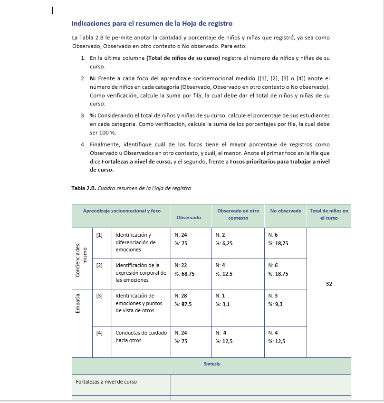 Indicaciones para el resumen de la Hoja de registro
La Tabla 2.B le permite anotar la cantidad y porcentaje de niños y niñas que registró, ya sea como
Observado, Observado en otro contexto o No observado. Para esto:
1. En la última columna (Total de niños de su curso) registre el número de niños y niñas de su
curso.
2. N: Frente a cada foco del aprendizaje socioemocional medido ([1], [2], [3] o [4]) anote el
número de niños en cada categoría (Observado, Observado en otro contexto o No observado).
Como verificación, calcule la suma por fila, la cual debe dar el total de niños y niñas de su
curso.
3. %: Considerando el total de niños y niñas de su curso, calcule el porcentaje de sus estudiantes
en cada categoría. Como verificación, calcule la suma de los porcentajes por fila, la cual debe
ser 100 %.
4. Finalmente, identifique cuál de los focos tiene el mayor porcentaje de registros como
Observado u Observados en otro contexto, y cuál, el menor. Anote el primer foco en la fila que
dice Fortalezas a nivel de curso, y el segundo, frente a Focos prioritarios para trabajar a nivel
de curso.
Tabla 2.B. Cuadro resumen de la Hoja de registro
Aprendizaje socioemocional y foco
Observado
Observado en otro
contexto
No observado
Total de niños en
el curso
Conciencia de sí
mismo
[1]
Identificación y
diferenciación de
emociones
N: 24
%: 75
N: 2
%: 6,25
N: 6
%: 18,75
32
[2]
Identificación de la
expresión corporal de
las emociones
N: 22
%: 68,75
N: 4
%: 12,5
N: 6
%: 18,75
Empatía
[3]
Identificación de
emociones y puntos
de vista de otros
N: 28
%: 87,5
N: 1
%: 3,1
N: 3
%: 9,3
[4]
Conductas de cuidado
hacia otros
N: 24
%: 75
N: 4
%: 12,5
N: 4
%: 12,5
Síntesis
Fortalezas a nivel de curso